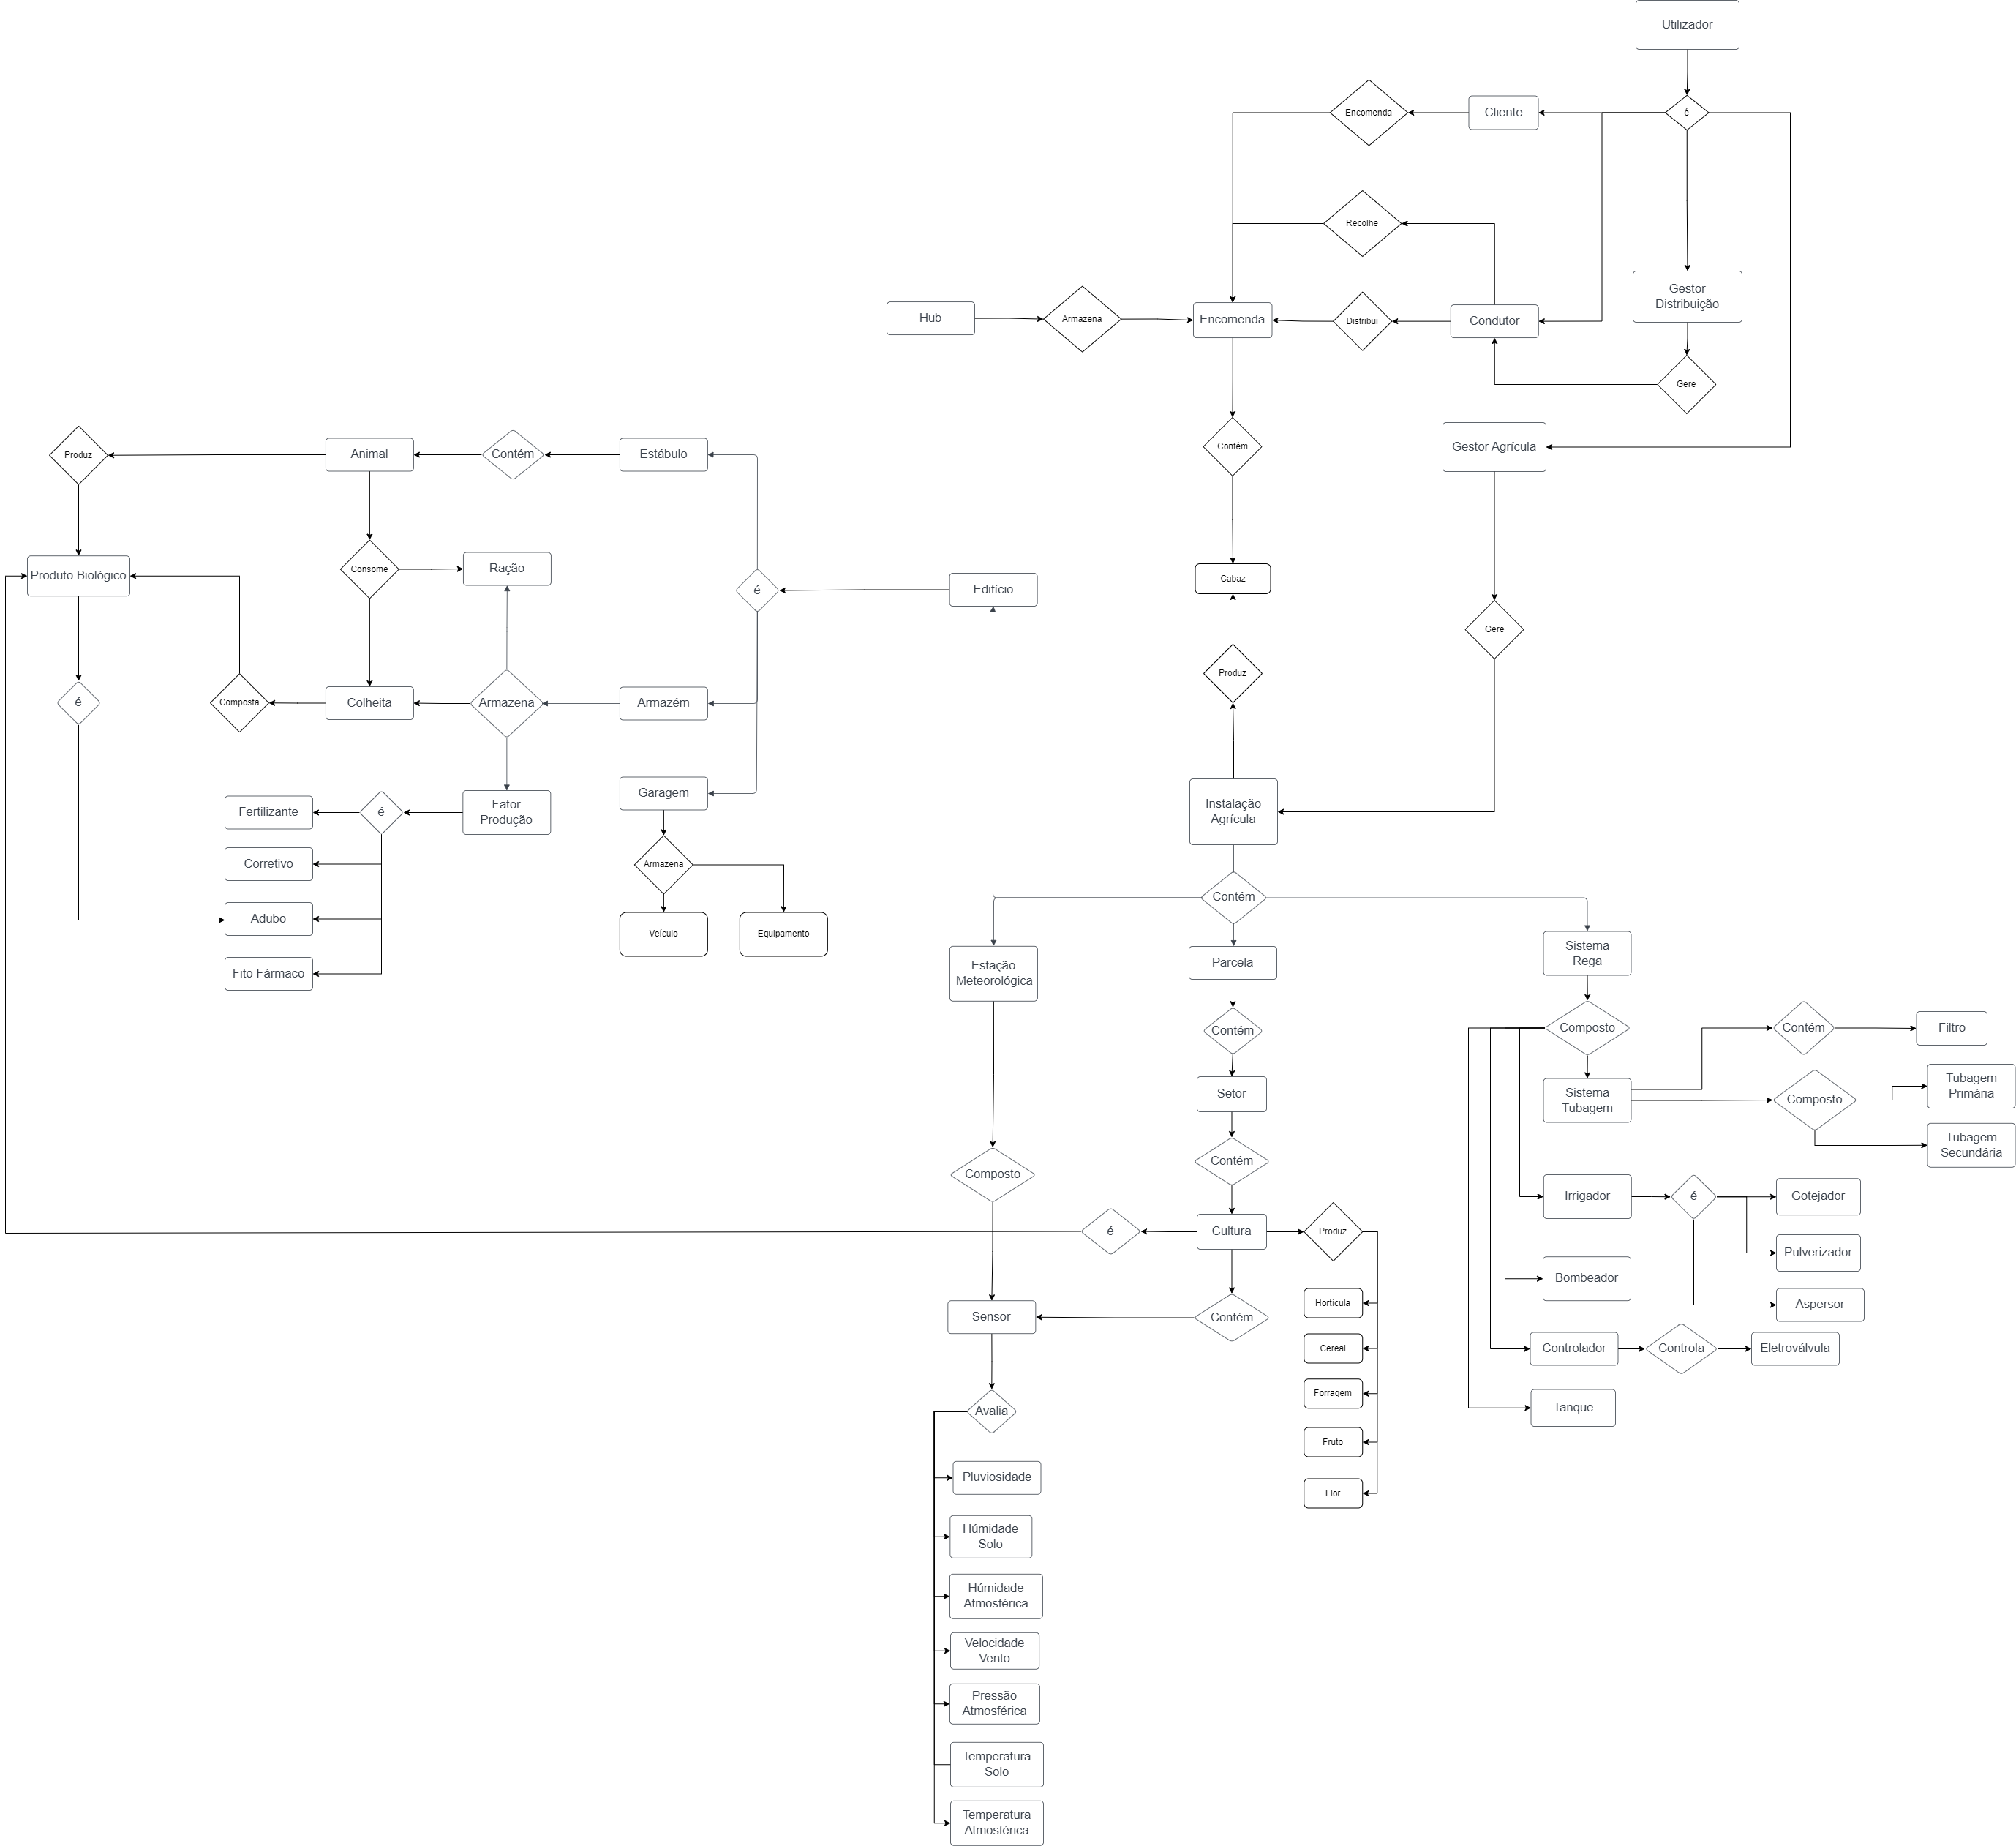 Utilizador
Encomenda
Cliente
é
Recolhe
Gestor
Distribuição
Hub
Armazena
Encomenda
Distribui
Condutor
Gere
Contèm
Gestor Agrícula
Produz
Animal
Contém
Estábulo
Consome
Ração
Produto Biológico
é
Edifício
Cabaz
Gere
Produz
é
Composta
Colheita
Armazena
Armazém
Garagem
Instalação
Agrícula
Fertilizante
é
Fator
Produção
Corretivo
Armazena
Adubo
Veículo
Equipamento
Fito Fármaco
Contém
Estação
Meteorológica
Parcela
Sistema
Rega
Contém
Composto
Contém
Filtro
Setor
Sistema
Tubagem
Composto
Tubagem
Primária
Tubagem
Secundária
Composto
Contém
Irrigador
é
Gotejador
é
Cultura
Produz
Pulverizador
Bombeador
Aspersor
Sensor
Contém
Hortícula
Cereal
Controlador
Controla
Eletroválvula
Forragem
Tanque
Avalia
Fruto
Pluviosidade
Flor
Húmidade
Solo
Húmidade
Atmosférica
Velocidade
Vento
Pressão
Atmosférica
Temperatura
Solo
Temperatura
Atmosférica